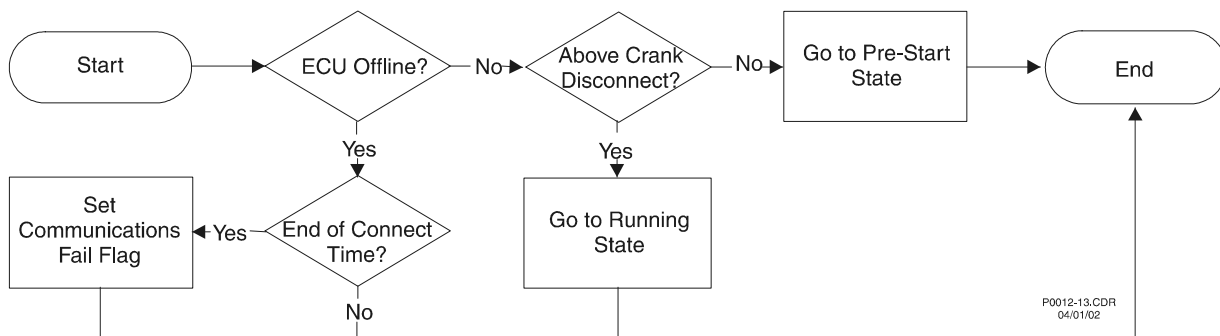 Start
ECU Offline?
No
Above Crank
Disconnect?
No
Go to Pre-Start
State
End
Yes
Yes
Set
Communications
Fail Flag
Yes
End of Connect
Time?
Go to Running
State
No
P0012-13.CDR
04/01/02